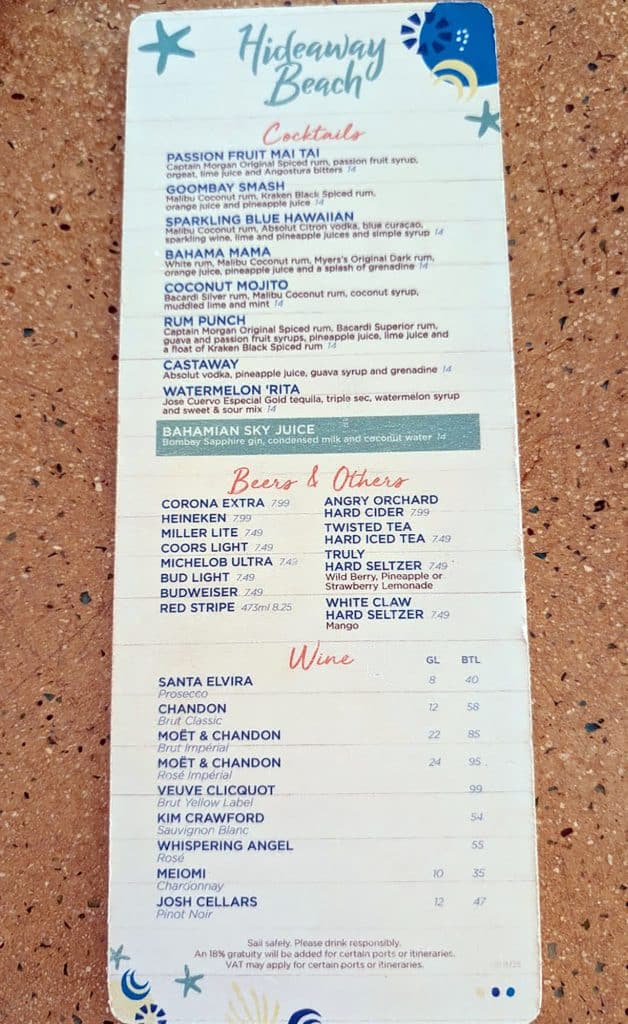 Hideaway
Beach
Cocktails
PASSION FRUIT MAI TAI
Captain Morgan Original Spiced rum, passion fruit syrup,
orgeat, lime juice and Angostura bitters 14
GOOMBAY SMASH
Malibu Coconut rum, Kraken Black Spiced rum,
orange juice and pineapple juice 14
SPARKLING BLUE HAWAIIAN
Malibu Coconut rum, Absolut Citron vodka, blue curaçao,
sparkling wine, lime and pineapple juices and simple syrup 14
BAHAMA MAMA
White rum, Malibu Coconut rum, Myers's Original Dark rum,
orange juice, pineapple juice and a splash of grenadine 14
COCONUT MOJITO
Bacardi Silver rum, Malibu Coconut rum, coconut syrup,
muddled lime and mint 14
RUM PUNCH
Captain Morgan Original Spiced rum, Bacardi Superior rum,
guava and passion fruit syrups, pineapple juice, lime juice and
a float of Kraken Black Spiced rum 14
CASTAWAY
Absolut vodka, pineapple juice, guava syrup and grenadine 14
WATERMELON 'RITA
Jose Cuervo Especial Gold tequila, triple sec, watermelon syrup
and sweet & sour mix 14
BAHAMIAN SKY JUICE
Bombay Sapphire gin, condensed milk and coconut water 14
Beers & Others
CORONA EXTRA 7.99
HEINEKEN 7.99
MILLER LITE 7.49
COORS LIGHT 7.49
MICHELOB ULTRA 7.49
BUD LIGHT 7.49
BUDWEISER 7.49
RED STRIPE 473ml 8.25
ANGRY ORCHARD
HARD CIDER 7.99
TWISTED TEA
HARD ICED TEA 7.49
TRULY
HARD SELTZER 7.49
Wild Berry, Pineapple or
Strawberry Lemonade
WHITE CLAW
HARD SELTZER 7.49
Mango
Wine GL BTL
SANTA ELVIRA 8 40
Prosecco
CHANDON 12 58
Brut Classic
MOËT & CHANDON 22 85
Brut Impérial
MOËT & CHANDON 24 95
Rosé Impérial
VEUVE CLICQUOT 99
Brut Yellow Label
KIM CRAWFORD 54
Sauvignon Blanc
WHISPERING ANGEL 55
Rosé
MEIOMI 10 35
Chardonnay
JOSH CELLARS 12 47
Pinot Noir
Sail safely. Please drink responsibly.
An 18% gratuity will be added for certain ports or itineraries.
VAT may apply for certain ports or itineraries.